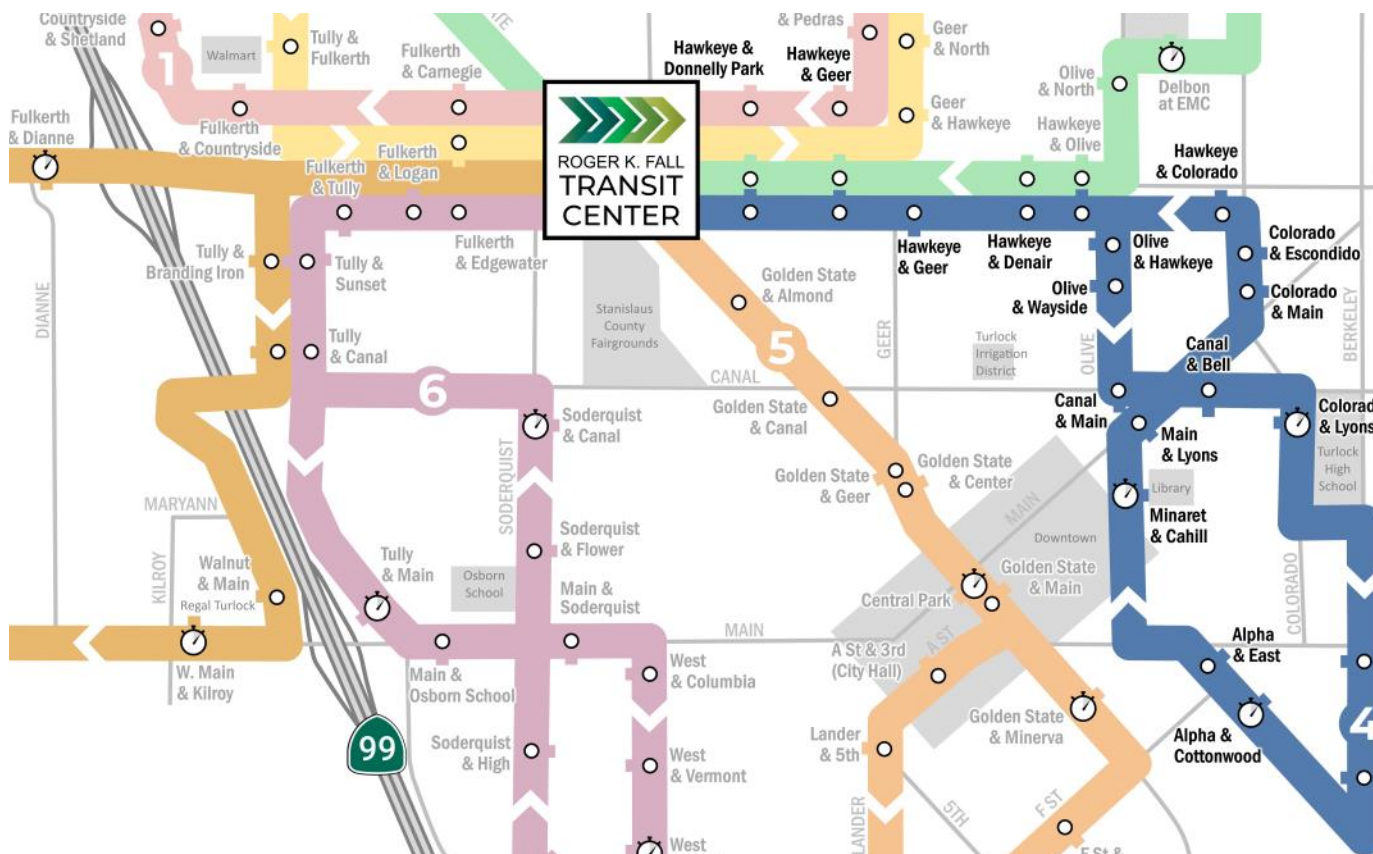 Countryside
& Shetland
Walmart
Tully &
Fulkerth
Fulkerth
& Carnegie
Hawkeye &
Donnelly Park
Hawkeye
& Geer
& Pedras
Geer
& North
Olive
& North
Delbon
at EMC
1
Fulkerth
& Dianne
Fulkerth
& Countryside
Fulkerth
& Tully
Fulkerth
& Logan
ROGER K. FALL
TRANSIT
CENTER
Geer
& Hawkeye
Hawkeye
& Olive
Hawkeye
& Colorado
Tully &
Branding Iron
Tully &
Sunset
Fulkerth
& Edgewater
Hawkeye
& Geer
Hawkeye
& Denair
Olive
& Hawkeye
Colorado
& Escondido
DIANNE
Stanislaus
County
Fairgrounds
Golden State
& Almond
GEER
Olive
& Wayside
Colorado
& Main
BERKELEY
Tully
& Canal
5
Turlock
Irrigation
District
OLIVE
Canal
& Bell
6
CANAL
Soderquist
& Canal
Golden State
& Canal
Canal
& Main
Main
& Lyons
Colorad
& Lyons
Turlock
High
School
SODERQUIST
Golden State
& Geer
Golden State
& Center
MAIN
Library
MARYANN
Minaret
& Cahill
Soderquist
& Flower
Downtown
KILROY
Walnut
& Main
Regal Turlock
Tully
& Main
Osborn
School
Main &
Soderquist
Central Park
Golden State
& Main
COLORADO
MAIN
W. Main
& Kilroy
Main &
Osborn School
West
& Columbia
A St & 3rd
(City Hall)
A ST
Alpha
& East
99
Soderquist
& High
West
& Vermont
Lander
& 5th
Golden State
& Minerva
Alpha &
Cottonwood
4
LANDER
5TH
F ST
West
F St &